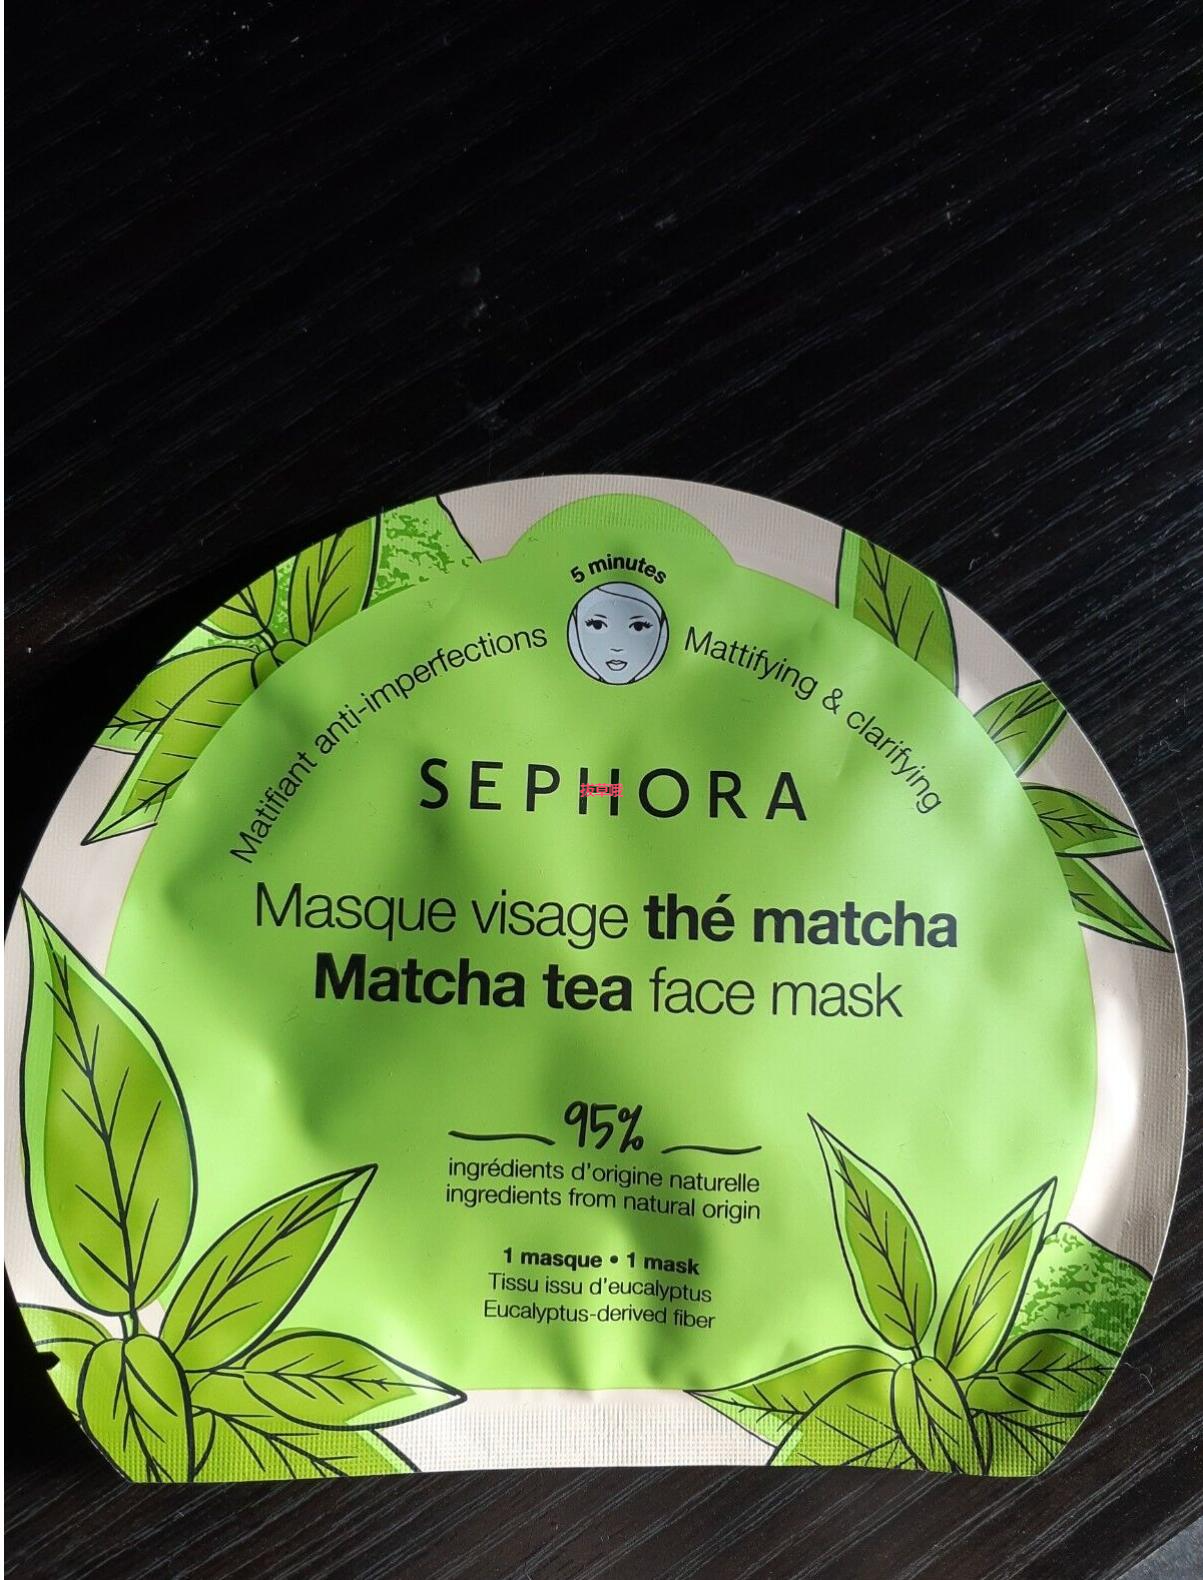 5 minutes
Matifiant anti-imperfections
Mattifying & clarifying
SEPHORA
Masque visage thé matcha
Matcha tea face mask
95%
ingrédients d'origine naturelle
ingredients from natural origin
1 masque • 1 mask
Tissu issu d'eucalyptus
Eucalyptus-derived fiber